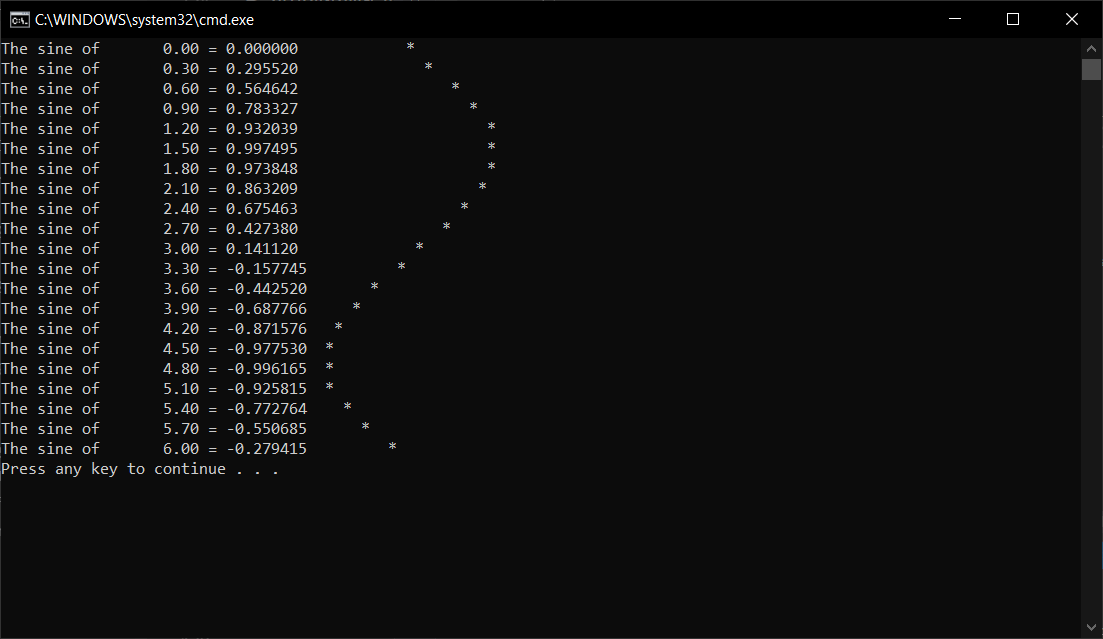 C:\WINDOWS\system32\cmd.exe
The sine of       0.00 = 0.000000            *
The sine of       0.30 = 0.295520              *
The sine of       0.60 = 0.564642                 *
The sine of       0.90 = 0.783327                   *
The sine of       1.20 = 0.932039                     *
The sine of       1.50 = 0.997495                     *
The sine of       1.80 = 0.973848                     *
The sine of       2.10 = 0.863209                    *
The sine of       2.40 = 0.675463                  *
The sine of       2.70 = 0.427380                *
The sine of       3.00 = 0.141120             *
The sine of       3.30 = -0.157745          *
The sine of       3.60 = -0.442520       *
The sine of       3.90 = -0.687766     *
The sine of       4.20 = -0.871576   *
The sine of       4.50 = -0.977530  *
The sine of       4.80 = -0.996165  *
The sine of       5.10 = -0.925815  *
The sine of       5.40 = -0.772764    *
The sine of       5.70 = -0.550685      *
The sine of       6.00 = -0.279415         *
Press any key to continue . . .